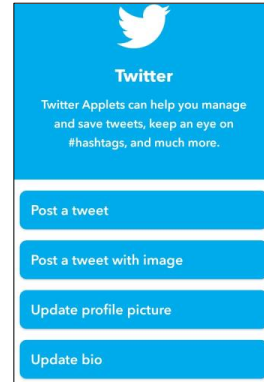 Twitter
Twitter Applets can help you manage
and save tweets, keep an eye on
#hashtags, and much more.
Post a tweet
Post a tweet with image
Update profile picture
Update bio